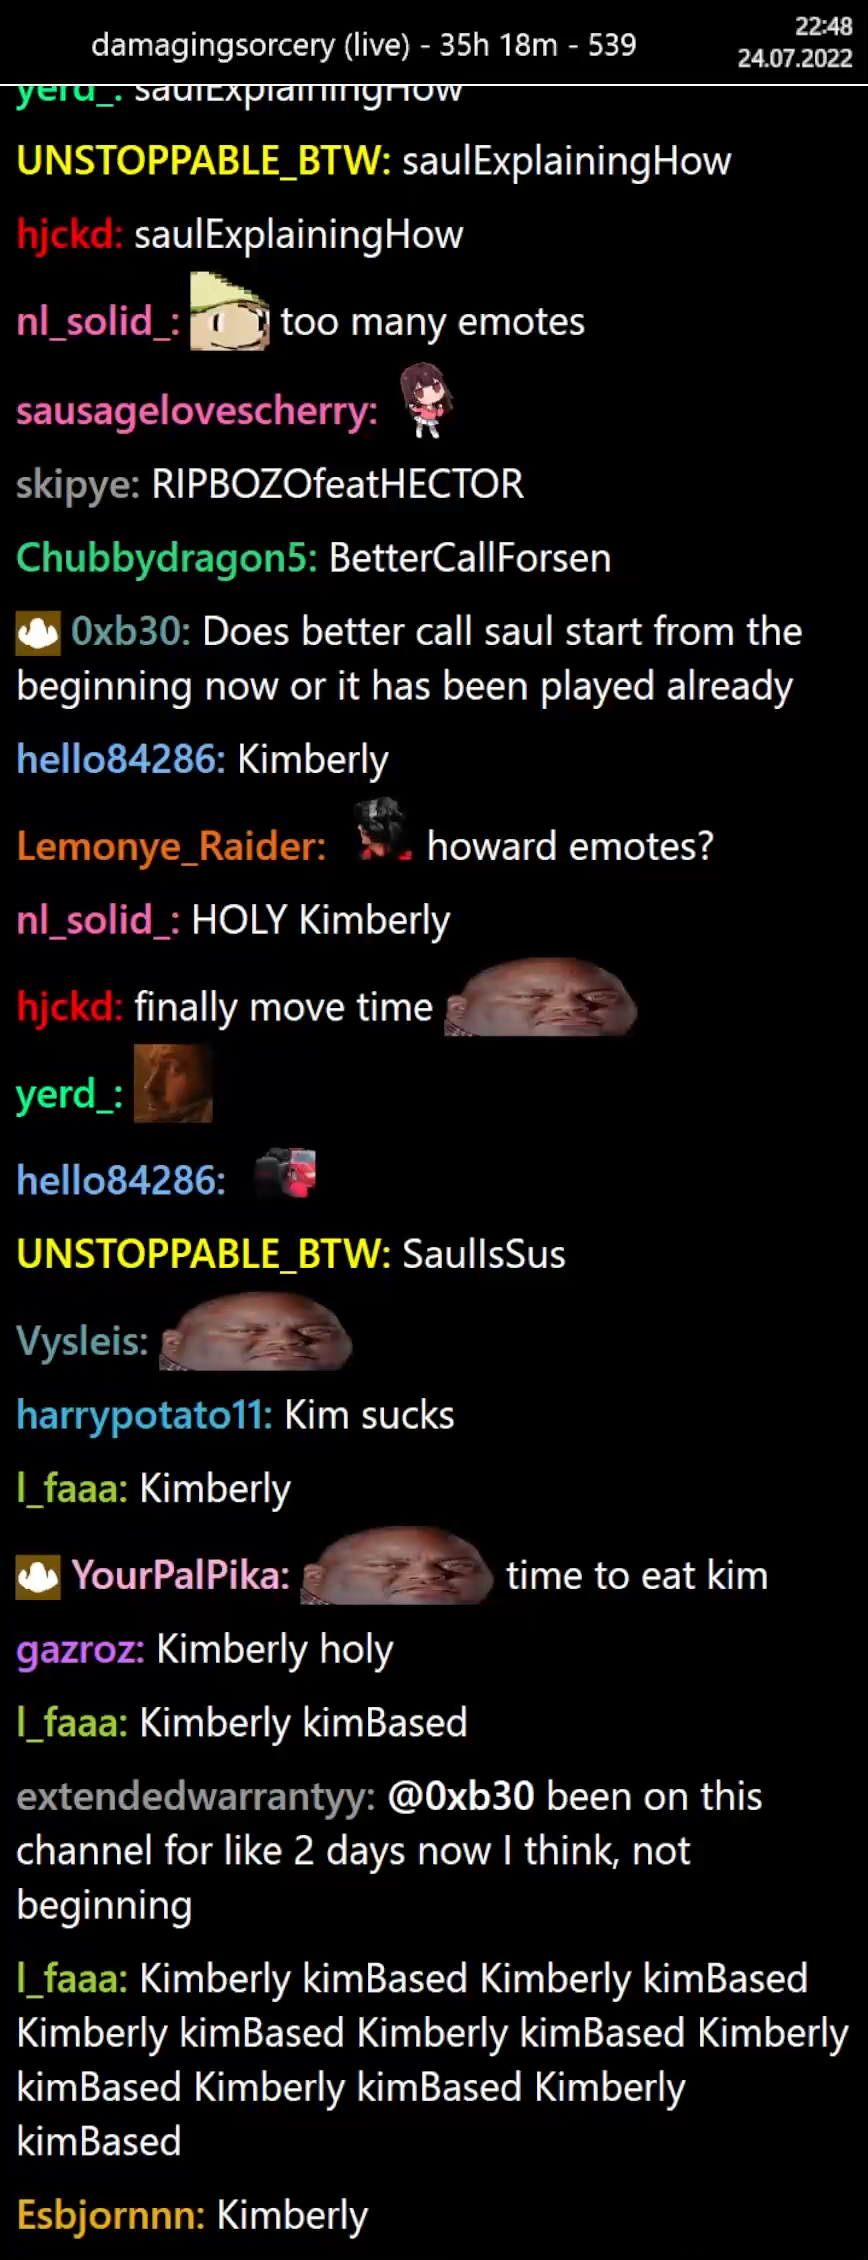 damagingsorcery (live) - 35h 18m - 539
22:48
24.07.2022
yerd_: saulExplainingHow
UNSTOPPABLE_BTW: saulExplainingHow
hjckd: saulExplainingHow
nl_solid_: too many emotes
sausagelovescherry:
skipye: RIPBOZOfeatHECTOR
Chubbydragon5: BetterCallForsen
0xb30: Does better call saul start from the
beginning now or it has been played already
hello84286: Kimberly
Lemonye_Raider: howard emotes?
nl_solid_: HOLY Kimberly
hjckd: finally move time
yerd_:
hello84286:
UNSTOPPABLE_BTW: SaulIsSus
Vysleis:
harrypotato11: Kim sucks
l_faaa: Kimberly
YourPalPika: time to eat kim
gazroz: Kimberly holy
l_faaa: Kimberly kimBased
extendedwarrantyy: @0xb30 been on this
channel for like 2 days now I think, not
beginning
l_faaa: Kimberly kimBased Kimberly kimBased
Kimberly kimBased Kimberly kimBased Kimberly
kimBased Kimberly kimBased Kimberly
kimBased
Esbjornnn: Kimberly